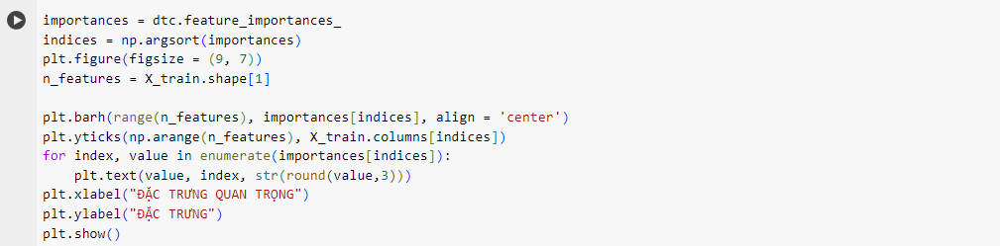 importances = dtc.feature_importances_
indices = np.argsort(importances)
plt.figure(figsize = (9, 7))
n_features = X_train.shape[1]

plt.barh(range(n_features), importances[indices], align = 'center')
plt.yticks(np.arange(n_features), X_train.columns[indices])
for index, value in enumerate(importances[indices]):
    plt.text(value, index, str(round(value,3)))
plt.xlabel("ĐẶC TRƯNG QUAN TRỌNG")
plt.ylabel("ĐẶC TRƯNG")
plt.show()